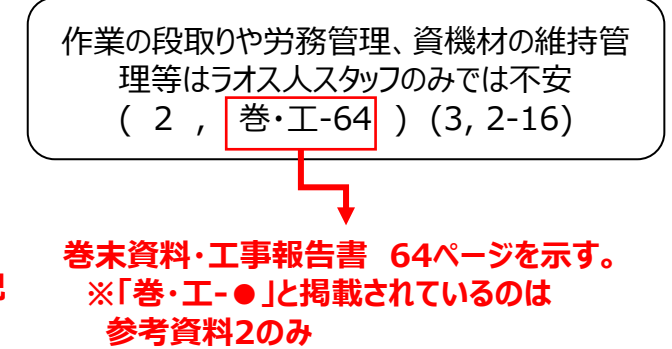 作業の段取りや労務管理、資機材の維持管
理等はラオス人スタッフのみでは不安
( 2 , 巻・工-64 ) (3, 2-16)
巻末資料・工事報告書 64ページを示す。
※「巻・工-●」と掲載されているのは
参考資料2のみ